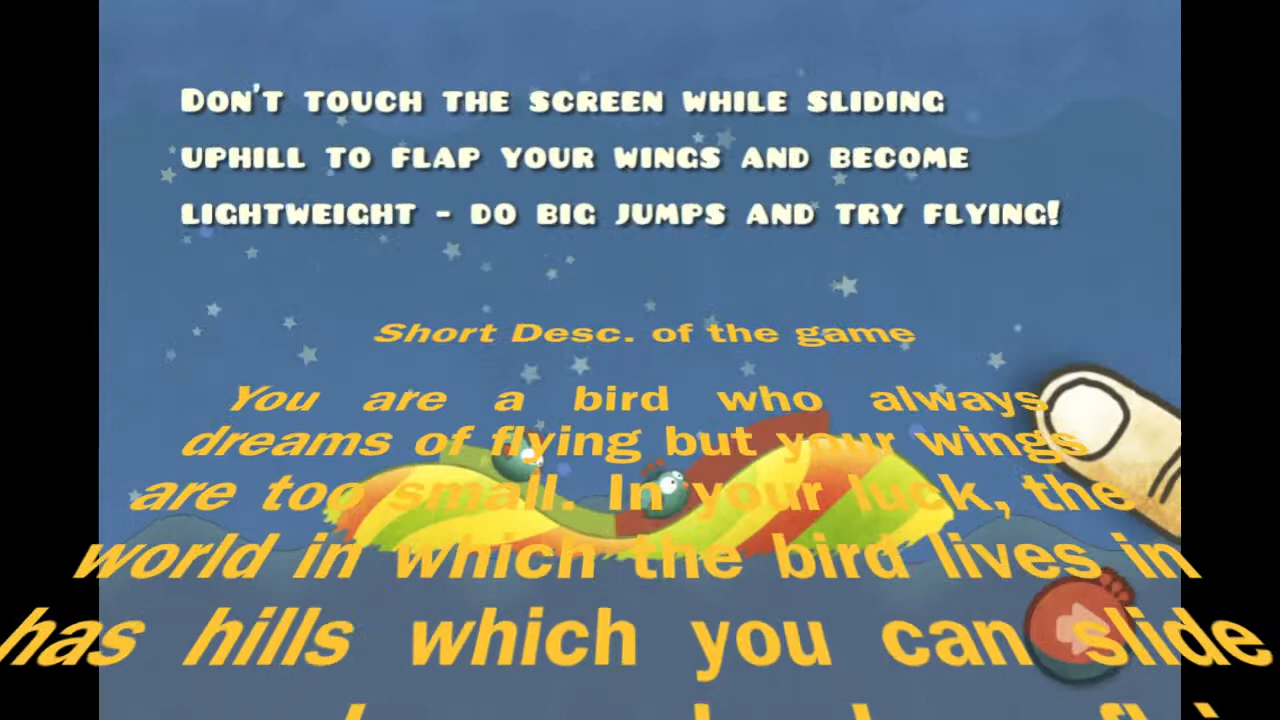 DON'T TOUCH THE SCREEN WHILE SLIDING
UPHILL TO FLAP YOUR WINGS AND BECOME
LIGHTWEIGHT - DO BIG JUMPS AND TRY FLYING!
Short Desc. of the game
You are a bird who always
dreams of flying but your wings
are too small. In your luck, the
world in which the bird lives in
has hills which you can slide